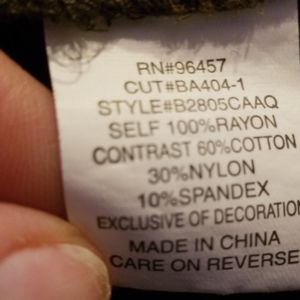 RN#96457
CUT#BA404-1
STYLE#B2805CAAQ
SELF 100%RAYON
CONTRAST 60%COTTON
30%NYLON
10%SPANDEX
EXCLUSIVE OF DECORATION
MADE IN CHINA
CARE ON REVERSE